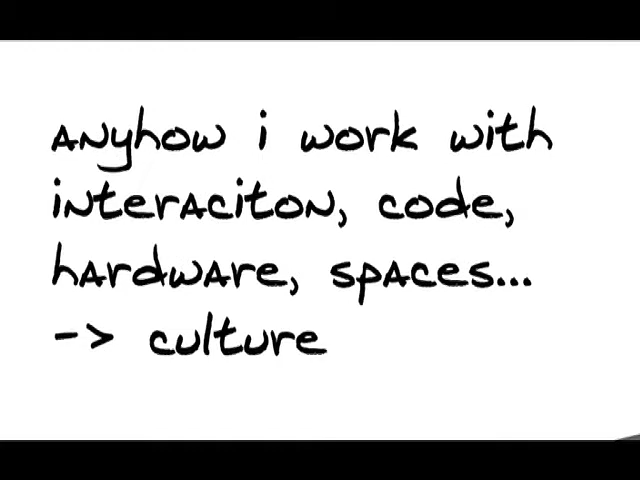 anyhow i work with
interaciton, code,
hardware, spaces...
-> culture